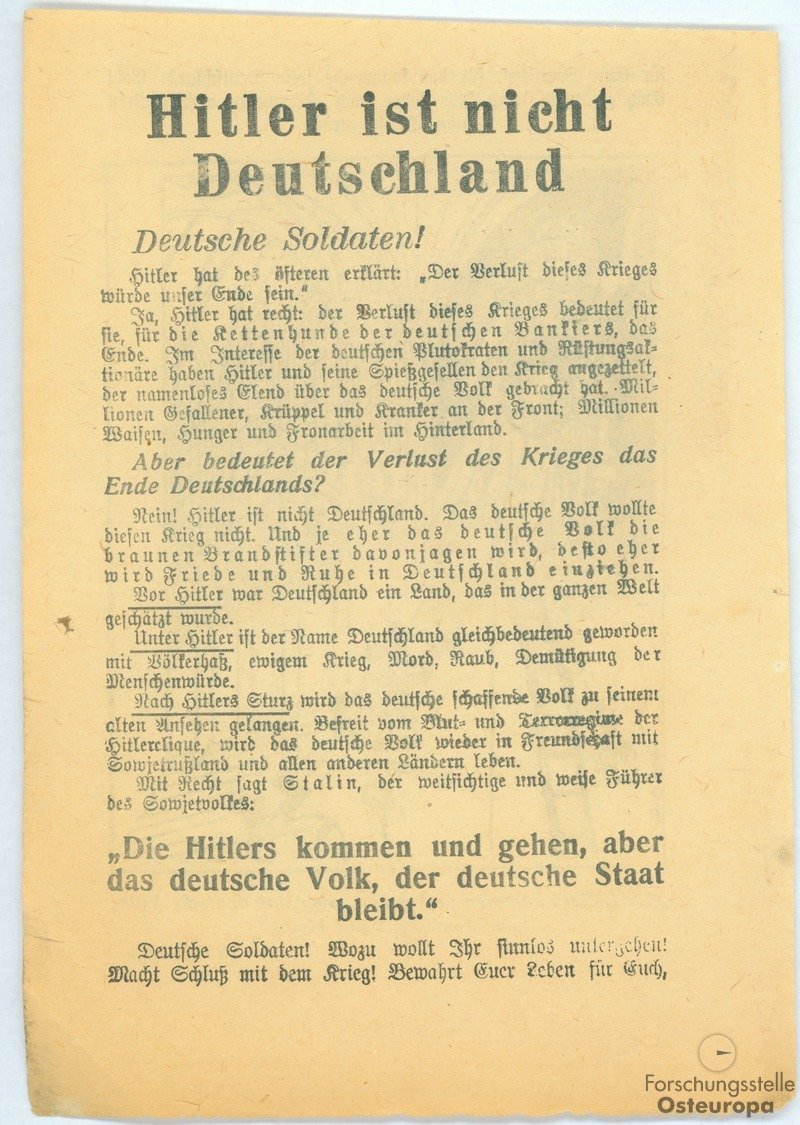 Hitler ist nicht
Deutschland
Deutsche Soldaten!
Hitler hat des öfteren erklärt: „Der Verlust dieses Krieges
würde unser Ende sein.“
Ja, Hitler hat recht: der Verlust dieses Krieges bedeutet für
sie, für die Kettenhunde der deutschen Bankiers, das
Ende. Im Interesse der deutschen Plutokraten und Rüstungsak-
tionäre haben Hitler und seine Spießgesellen den Krieg angezettelt,
der namenloses Elend über das deutsche Volk gebracht hat. Mil-
lionen Gefallener, Krüppel und Kranker an der Front; Millionen
Waisen, Hunger und Fronarbeit im Hinterland.
Aber bedeutet der Verlust des Krieges das
Ende Deutschlands?
Nein! Hitler ist nicht Deutschland. Das deutsche Volk wollte
diesen Krieg nicht. Und je eher das deutsche Volk die
braunen Brandstifter davonjagen wird, desto eher
wird Friede und Ruhe in Deutschland einziehen.
Vor Hitler war Deutschland ein Land, das in der ganzen Welt
geschätzt wurde.
Unter Hitler ist der Name Deutschland gleichbedeutend geworden
mit Völkerhaß, ewigem Krieg, Mord, Raub, Demütigung der
Menschenwürde.
Nach Hitlers Sturz wird das deutsche schaffende Volk zu seinem
alten Ansehen gelangen. Befreit vom Blut- und Terrorregime der
Hitlerclique, wird das deutsche Volk wieder in Freundschaft mit
Sowjetrußland und allen anderen Ländern leben.
Mit Recht sagt Stalin, der weitsichtige und weise Führer
des Sowjetvolkes:
„Die Hitlers kommen und gehen, aber
das deutsche Volk, der deutsche Staat
bleibt.“
Deutsche Soldaten! Wozu wollt Ihr sinnlos untergehen!
Macht Schluß mit dem Krieg! Bewahrt Euer Leben für Euch,
Forschungsstelle
Osteuropa